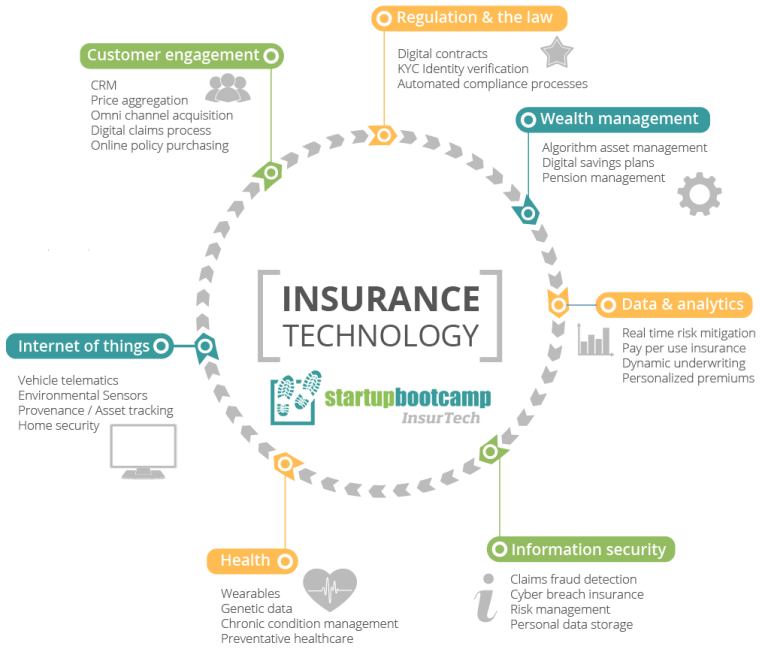 Regulation & the law
Digital contracts
KYC Identity verification
Automated compliance processes
Customer engagement
CRM
Price aggregation
Omni channel acquisition
Digital claims process
Online policy purchasing
Wealth management
Algorithm asset management
Digital savings plans
Pension management
INSURANCE
TECHNOLOGY
startupbootcamp
InsurTech
Data & analytics
Real time risk mitigation
Pay per use insurance
Dynamic underwriting
Personalized premiums
Internet of things
Vehicle telematics
Environmental Sensors
Provenance / Asset tracking
Home security
Health
Wearables
Genetic data
Chronic condition management
Preventative healthcare
Information security
i
Claims fraud detection
Cyber breach insurance
Risk management
Personal data storage